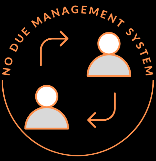 NO DUE MANAGEMENT SYSTEM